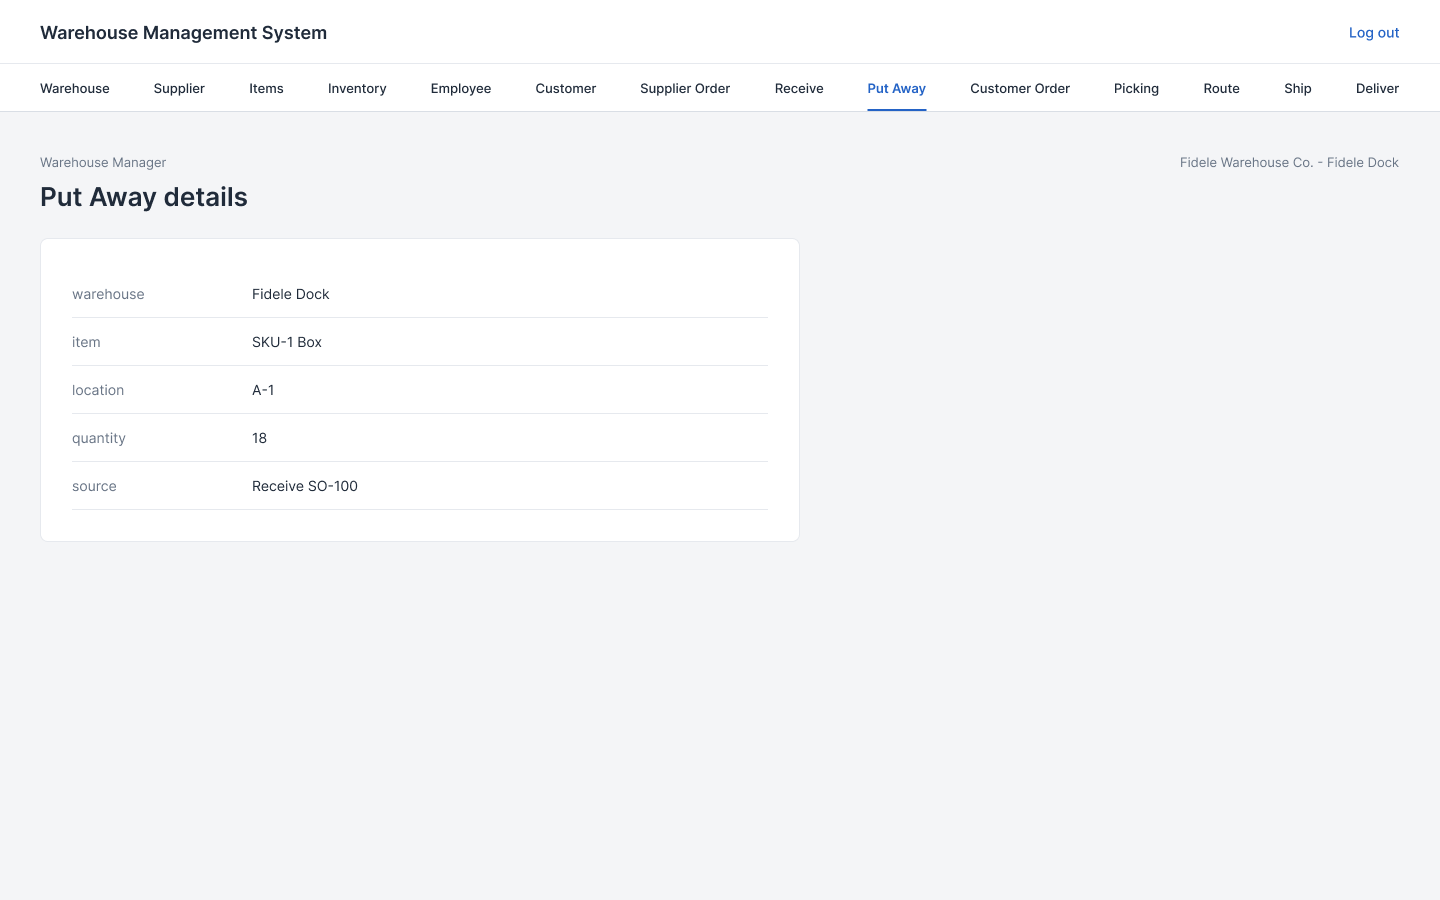 Warehouse Management System
Log out
Warehouse Supplier Items Inventory Employee Customer Supplier Order Receive Put Away Customer Order Picking Route Ship Deliver
Warehouse Manager
Fidele Warehouse Co. - Fidele Dock
Put Away details
warehouse Fidele Dock
item SKU-1 Box
location A-1
quantity 18
source Receive SO-100